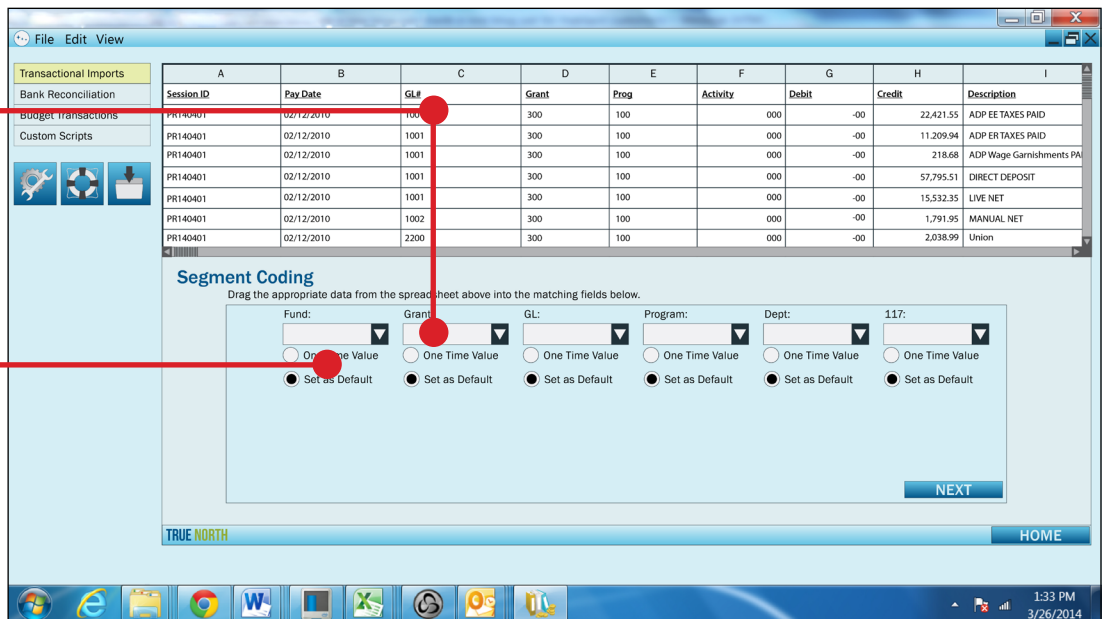 File Edit View
Transactional Imports
Bank Reconciliation
Budget Transactions
Custom Scripts
A B C D E F G H I
Session ID Pay Date GL# Grant Prog Activity Debit Credit Description
PR140401 02/12/2010 300 100 000 -00 22,421.55 ADP EE TAXES PAID
PR140401 02/12/2010 1001 300 100 000 -00 11.209.94 ADP ER TAXES PAID
PR140401 02/12/2010 1001 300 100 000 -00 218.68 ADP Wage Garnishments PA
PR140401 02/12/2010 1001 300 100 000 -00 57,795.51 DIRECT DEPOSIT
PR140401 02/12/2010 1001 300 100 000 -00 15,532.35 LIVE NET
PR140401 02/12/2010 1002 300 100 000 -00 1,791.95 MANUAL NET
PR140401 02/12/2010 2200 300 100 000 -00 2,038.99 Union
Segment Coding
Drag the appropriate data from the spreadsheet above into the matching fields below.
Fund: Grant: GL: Program: Dept: 117:
One Time Value One Time Value One Time Value One Time Value One Time Value One Time Value
Set as Default Set as Default Set as Default Set as Default Set as Default Set as Default
NEXT
TRUE NORTH HOME
1:33 PM
3/26/2014